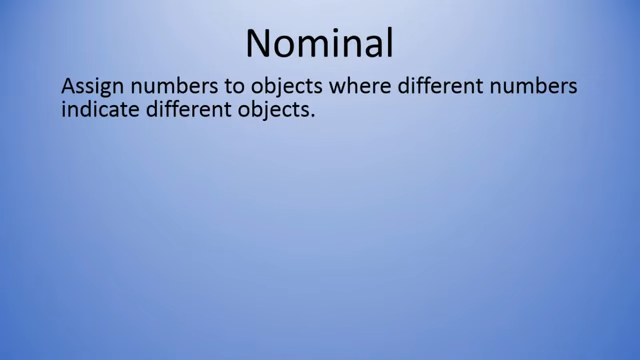 Nominal
Assign numbers to objects where different numbers
indicate different objects.